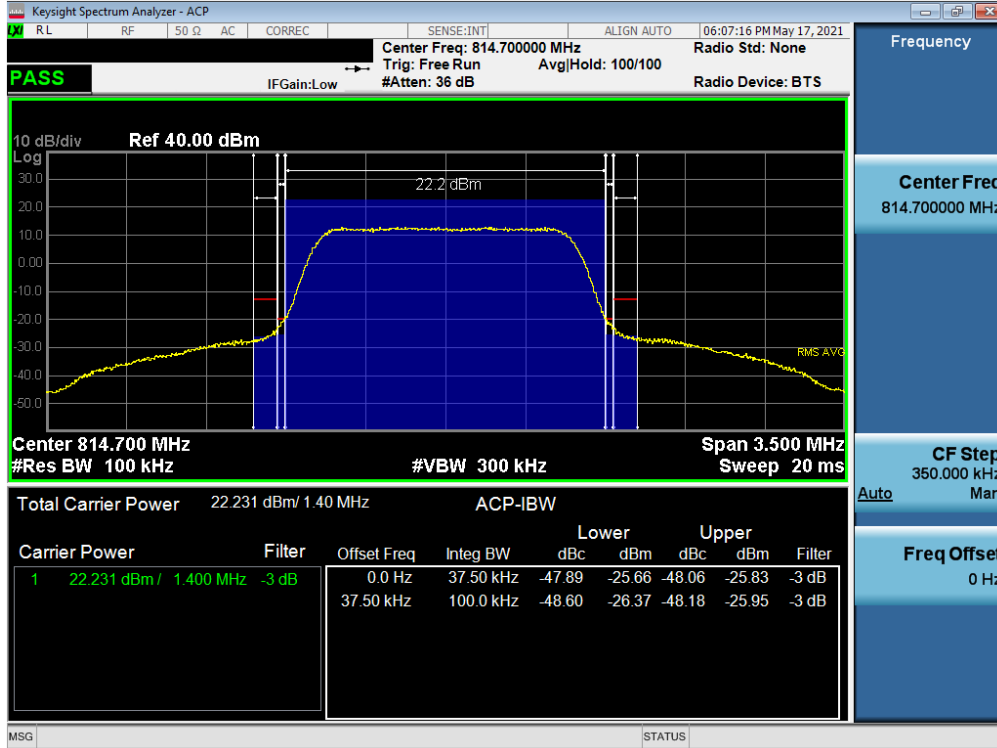 Keysight Spectrum Analyzer - ACP
LXI RL RF 50 Ω AC CORREC SENSE:INT ALIGN AUTO 06:07:16 PM May 17, 2021
Center Freq: 814.700000 MHz Radio Std: None
Trig: Free Run Avg|Hold: 100/100
PASS IFGain:Low #Atten: 36 dB Radio Device: BTS
10 dB/div Ref 40.00 dBm
Log
30.0
22.2 dBm
20.0
10.0
0.00
-10.0
-20.0
-30.0
RMS AVG
-40.0
-50.0
Center 814.700 MHz Span 3.500 MHz
#Res BW 100 kHz #VBW 300 kHz Sweep 20 ms
Total Carrier Power 22.231 dBm/ 1.40 MHz ACP-IBW
Lower Upper
Carrier Power Filter Offset Freq Integ BW dBc dBm dBc dBm Filter
1 22.231 dBm / 1.400 MHz -3 dB 0.0 Hz 37.50 kHz -47.89 -25.66 -48.06 -25.83 -3 dB
37.50 kHz 100.0 kHz -48.60 -26.37 -48.18 -25.95 -3 dB
MSG STATUS
Frequency
Center Freq
814.700000 MHz
CF Step
350.000 kHz
Auto Man
Freq Offset
0 Hz